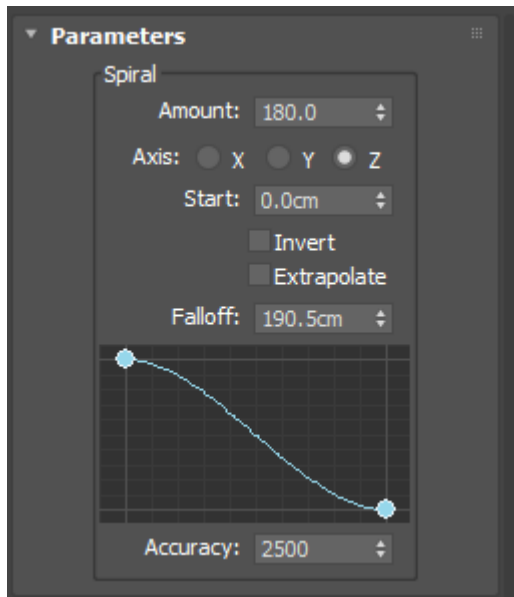 Parameters
Spiral
Amount: 180.0
Axis: X Y Z
Start: 0.0cm
Invert
Extrapolate
Falloff: 190.5cm
Accuracy: 2500